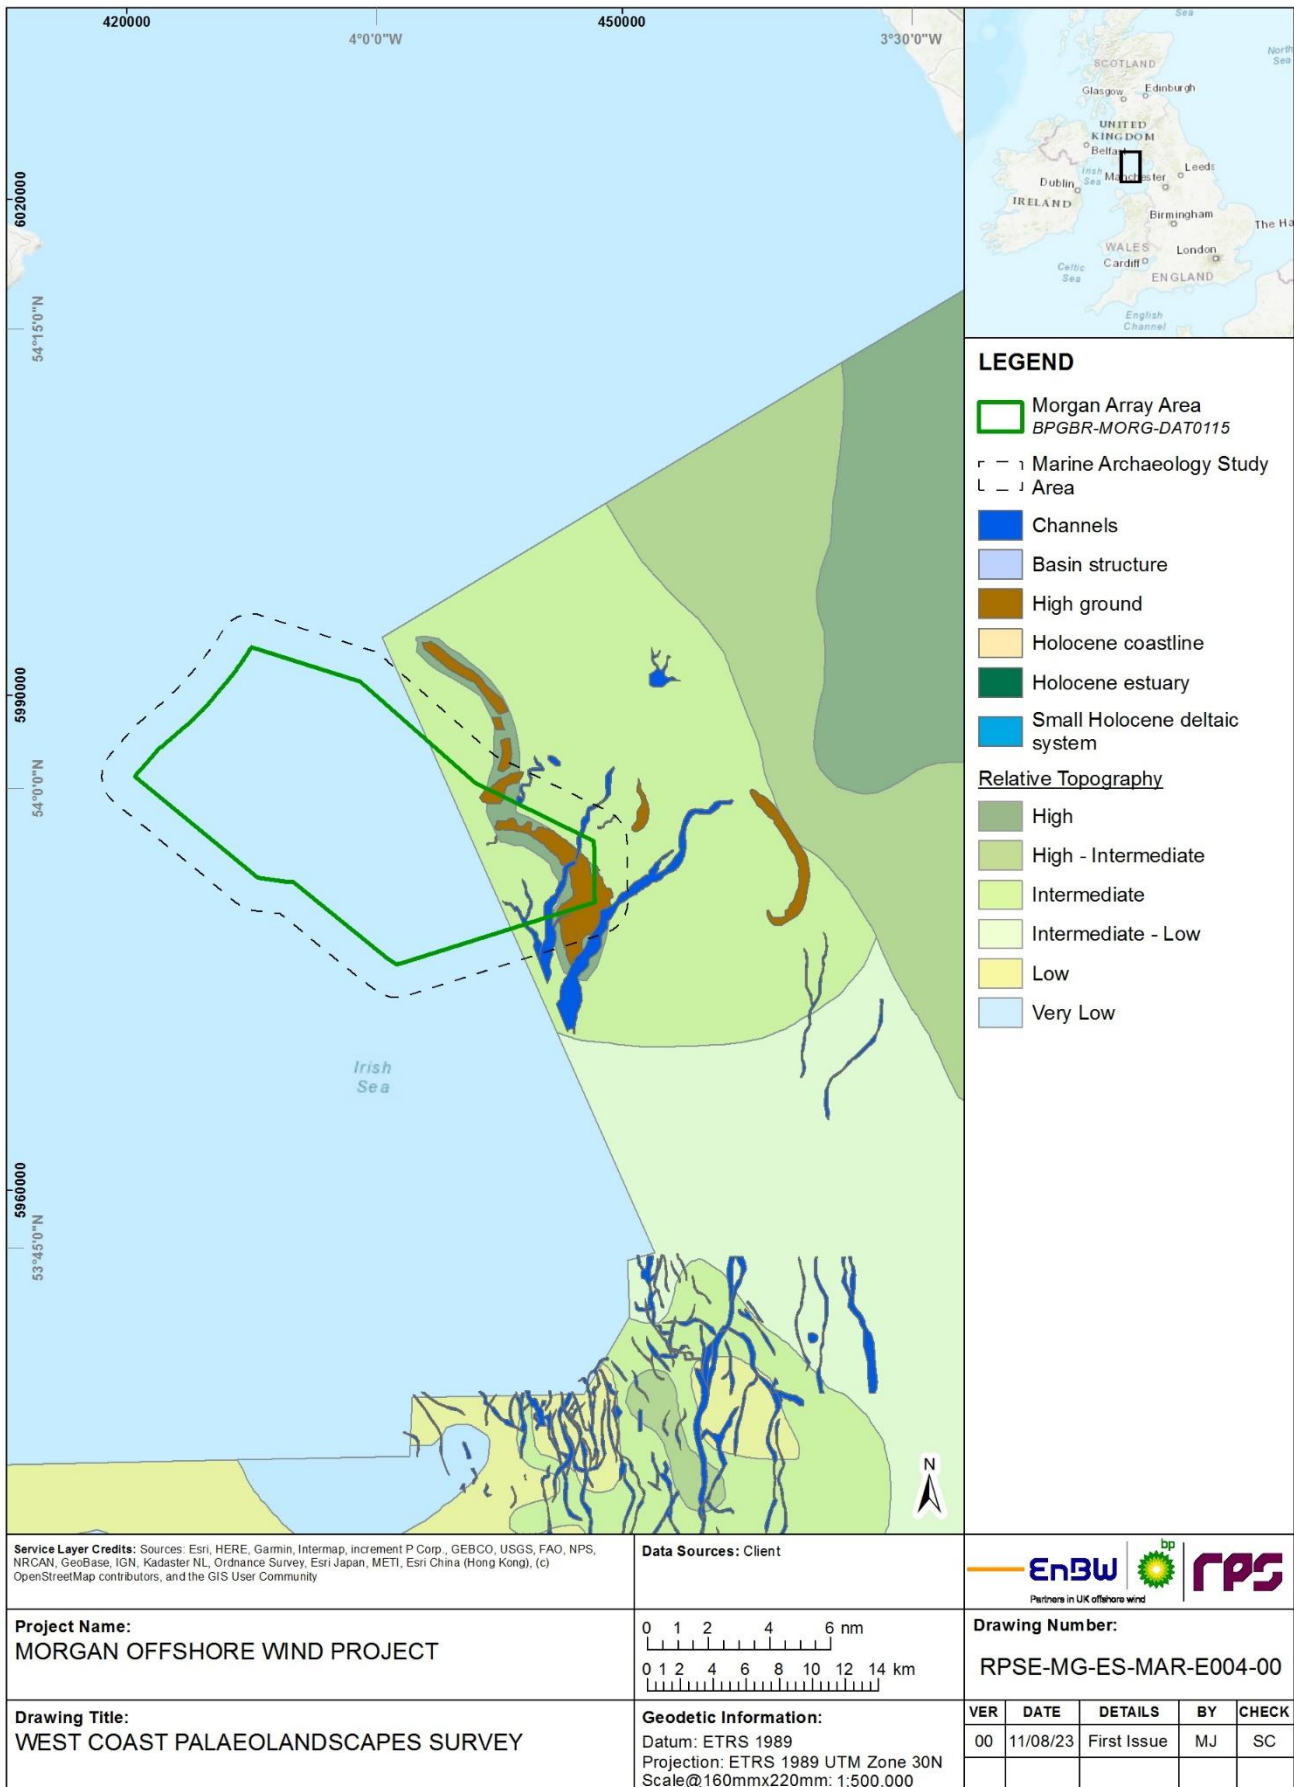 420000
450000
4°0'0"W
3°30'0"W
6020000
54°15'0"N
5990000
54°0'0"N
5960000
53°45'0"N
Irish
Sea
N
Sea
North
Sea
SCOTLAND
Glasgow
Edinburgh
UNITED
KINGDOM
Belfast
Irish
Sea
Manchester
Leeds
Dublin
IRELAND
Birmingham
The Ha
WALES
London
Cardiff
Celtic
Sea
ENGLAND
English
Channel
LEGEND
Morgan Array Area
BPGBR-MORG-DAT0115
Marine Archaeology Study
Area
Channels
Basin structure
High ground
Holocene coastline
Holocene estuary
Small Holocene deltaic
system
Relative Topography
High
High - Intermediate
Intermediate
Intermediate - Low
Low
Very Low
Service Layer Credits: Sources: Esri, HERE, Garmin, Intermap, increment P Corp., GEBCO, USGS, FAO, NPS,
NRCAN, GeoBase, IGN, Kadaster NL, Ordnance Survey, Esri Japan, METI, Esri China (Hong Kong), (c)
OpenStreetMap contributors, and the GIS User Community
Data Sources: Client
EnBW
bp
rps
Partners in UK offshore wind
Project Name:
MORGAN OFFSHORE WIND PROJECT
0 1 2 4 6 nm
0 1 2 4 6 8 10 12 14 km
Drawing Number:
RPSE-MG-ES-MAR-E004-00
Drawing Title:
WEST COAST PALAEOLANDSCAPES SURVEY
Geodetic Information:
Datum: ETRS 1989
Projection: ETRS 1989 UTM Zone 30N
Scale@160mmx220mm: 1:500,000
VER DATE DETAILS BY CHECK
00 11/08/23 First Issue MJ SC